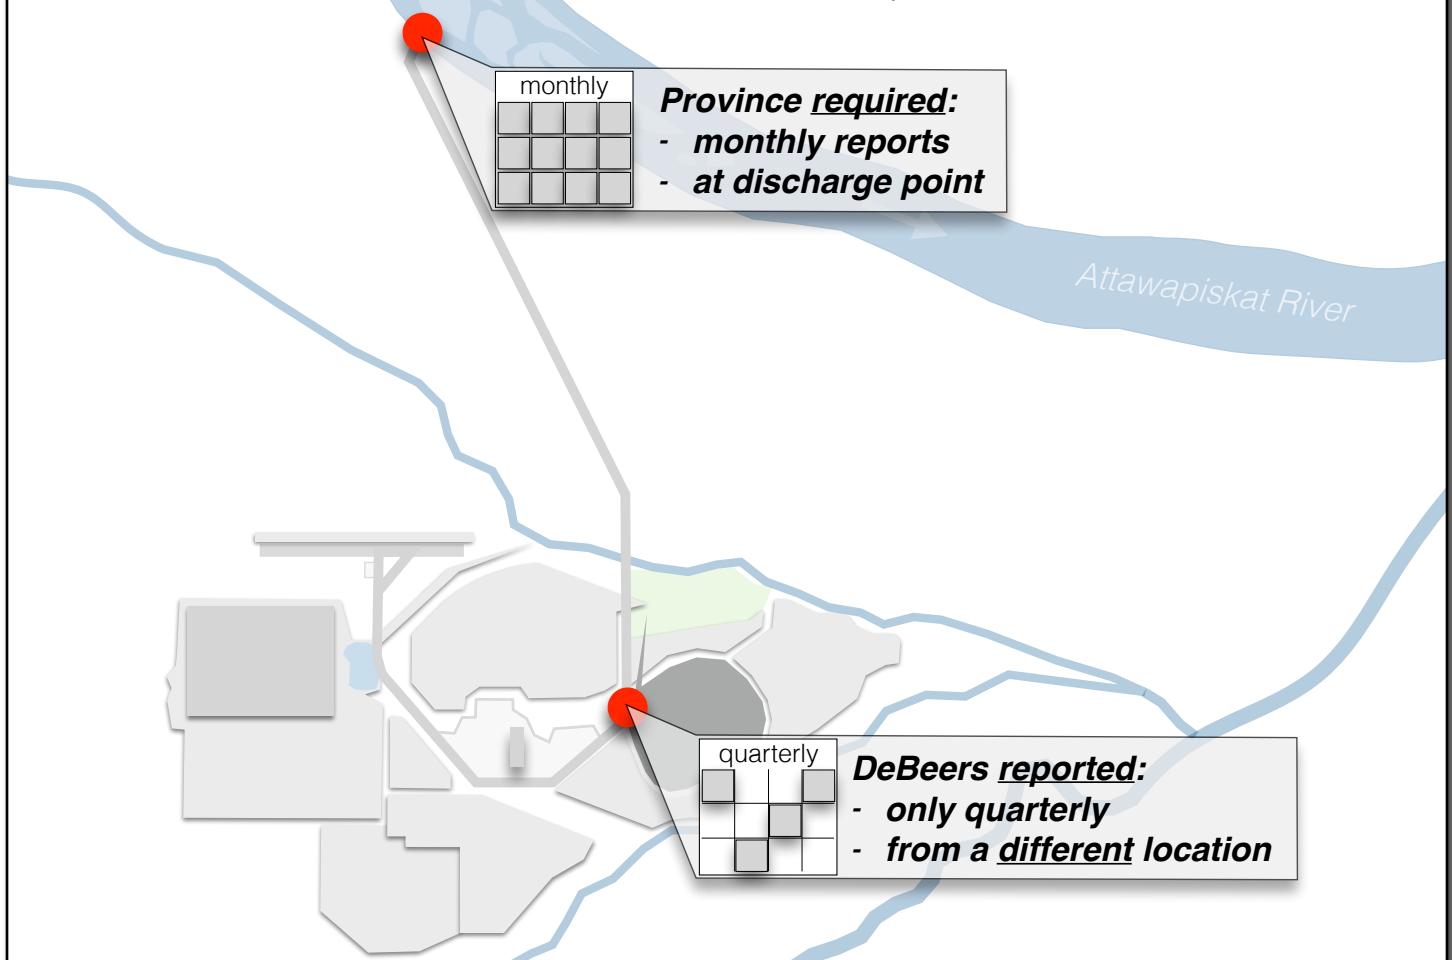 monthly
Province required:
- monthly reports
- at discharge point
Attawapiskat River
quarterly
DeBeers reported:
- only quarterly
- from a different location